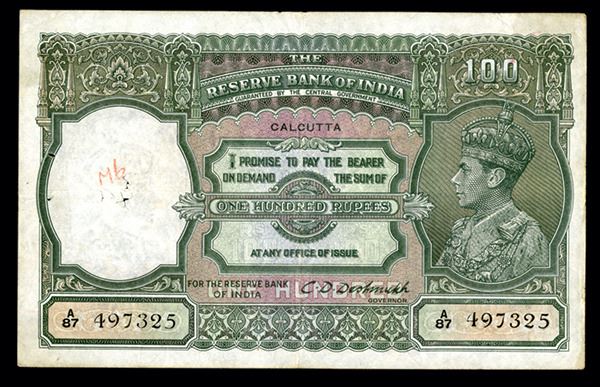 THE
RESERVE BANK OF INDIA
GUARANTEED BY THE CENTRAL GOVERNMENT
100
CALCUTTA
I PROMISE TO PAY THE BEARER
ON DEMAND THE SUM OF
ONE HUNDRED RUPEES
AT ANY OFFICE OF ISSUE
FOR THE RESERVE BANK
OF INDIA
C. D. Deshmukh
GOVERNOR
A/87 497325
A/87 497325